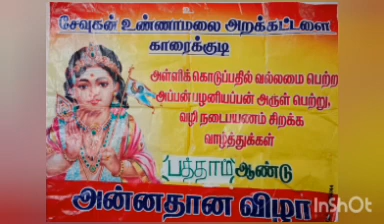 சேவுகன் உண்ணாமலை அறக்கட்டளை
காரைக்குடி
அள்ளிக்கொடுப்பதில் வல்லமை பெற்ற
அப்பன் பழனியப்பன் அருள் பெற்று,
வழி நடைபயணம் சிறக்க
வாழ்த்துக்கள்
பத்தாம் ஆண்டு
அன்னதான விழா
InShOt